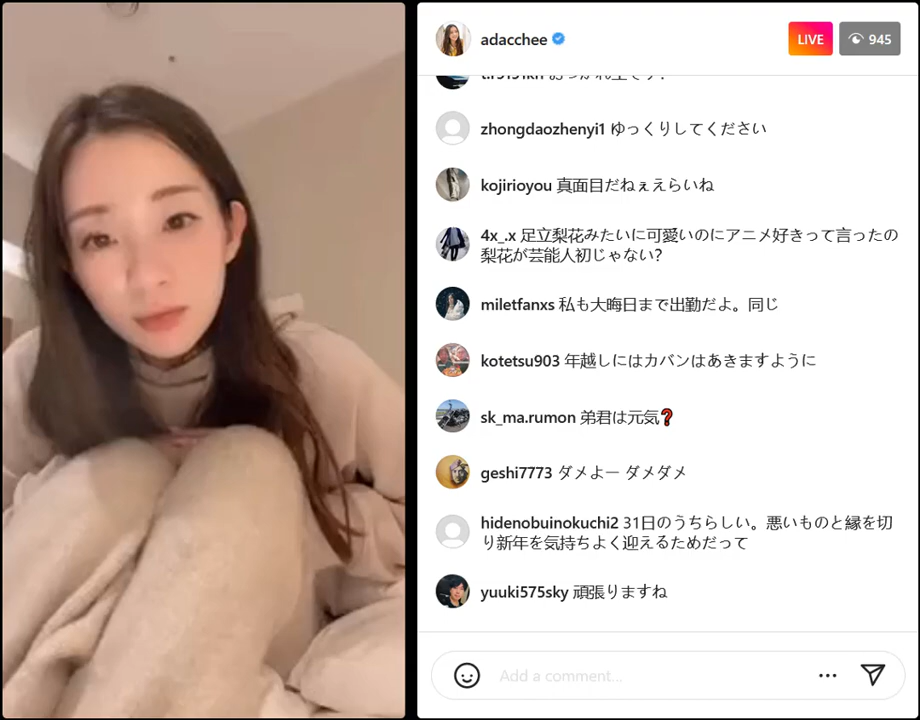 adacchee
LIVE
945
zhongdaozhenyi1 ゆっくりしてください
kojirioyou 真面目だねぇえらいね
4x_.x 足立梨花みたいに可愛いのにアニメ好きって言ったの
梨花が芸能人初じゃない?
miletfanxs 私も大晦日まで出勤だよ。同じ
kotetsu903 年越しにはカバンはあきますように
sk_ma.rumon 弟君は元気❓
geshi7773 ダメよー ダメダメ
hidenobuinokuchi2 31日のうちらしい。悪いものと縁を切
り新年を気持ちよく迎えるためだって
yuuki575sky 頑張りますね
Add a comment...